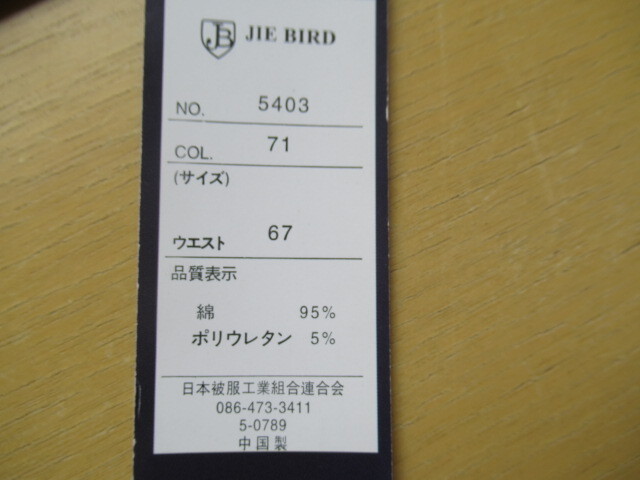 JB JIE BIRD
NO. 5403
COL. 71
(サイズ)
ウエスト 67
品質表示
綿 95%
ポリウレタン 5%
日本被服工業組合連合会
086-473-3411
5-0789
中国製